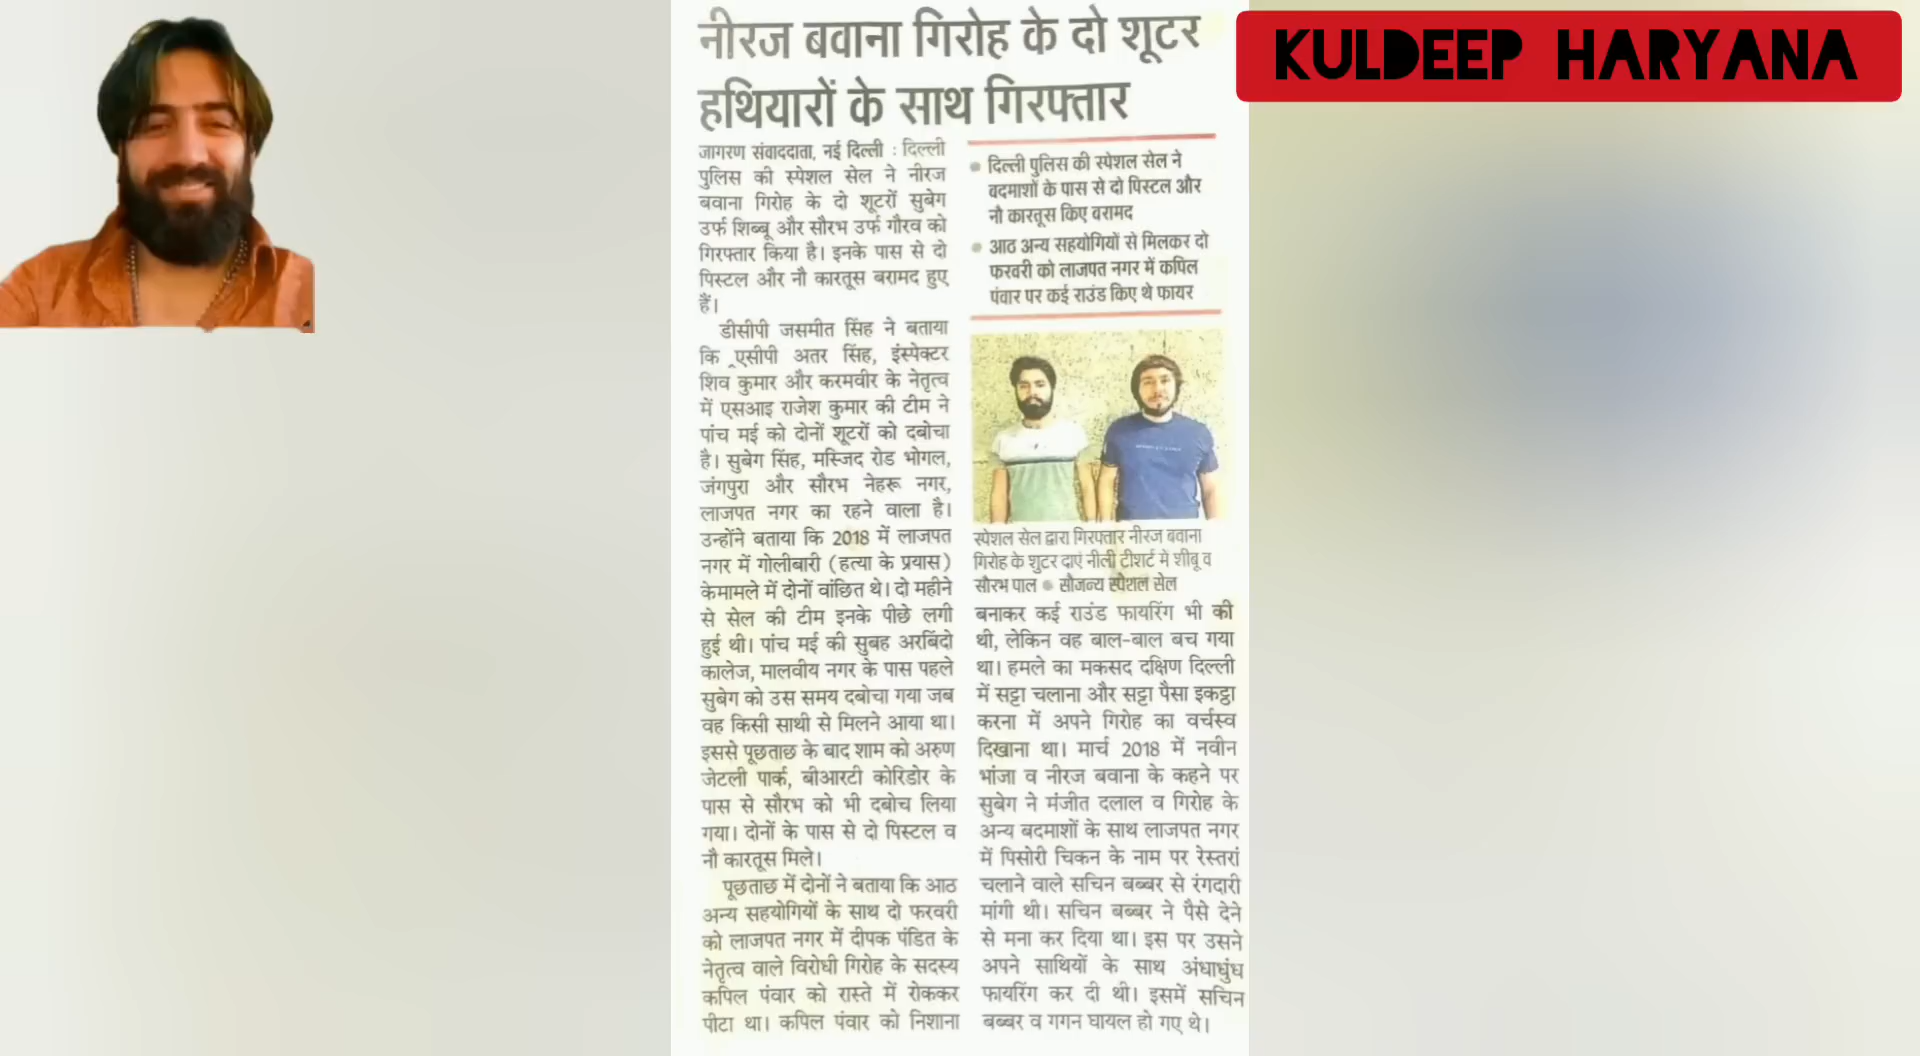 नीरज बवाना गिरोह के दो शूटर
हथियारों के साथ गिरफ्तार
KULDEEP HARYANA
जागरण संवाददाता, नई दिल्ली : दिल्ली
पुलिस की स्पेशल सेल ने नीरज
बवाना गिरोह के दो शूटरों सुबेग
उर्फ शिब्बू और सौरभ उर्फ गौरव को
गिरफ्तार किया है। इनके पास से दो
पिस्टल और नौ कारतूस बरामद हुए
हैं।
डीसीपी जसमीत सिंह ने बताया
कि एसीपी अतर सिंह, इंस्पेक्टर
शिव कुमार और करमवीर के नेतृत्व
में एसआइ राजेश कुमार की टीम ने
पांच मई को दोनों शूटरों को दबोचा
है। सुबेग सिंह, मस्जिद रोड भोगल,
जंगपुरा और सौरभ नेहरू नगर,
लाजपत नगर का रहने वाला है।
उन्होंने बताया कि 2018 में लाजपत
नगर में गोलीबारी (हत्या के प्रयास)
केमामले में दोनों वांछित थे। दो महीने
से सेल की टीम इनके पीछे लगी
हुई थी। पांच मई की सुबह अरबिंदो
कालेज, मालवीय नगर के पास पहले
सुबेग को उस समय दबोचा गया जब
वह किसी साथी से मिलने आया था।
इससे पूछताछ के बाद शाम को अरुण
जेटली पार्क, बीआरटी कोरिडोर के
पास से सौरभ को भी दबोच लिया
गया। दोनों के पास से दो पिस्टल व
नौ कारतूस मिले।
पूछताछ में दोनों ने बताया कि आठ
अन्य सहयोगियों के साथ दो फरवरी
को लाजपत नगर में दीपक पंडित के
नेतृत्व वाले विरोधी गिरोह के सदस्य
कपिल पंवार को रास्ते में रोककर
पीटा था। कपिल पंवार को निशाना
दिल्ली पुलिस की स्पेशल सेल ने
बदमाशों के पास से दो पिस्टल और
नौ कारतूस किए बरामद
आठ अन्य सहयोगियों से मिलकर दो
फरवरी को लाजपत नगर में कपिल
पंवार पर कई राउंड किए थे फायर
स्पेशल सेल द्वारा गिरफ्तार नीरज बवाना
गिरोह के शुटर दाएं नीली टीशर्ट में शीबू व
सौरभ पाल ● सौजन्य स्पेशल सेल
बनाकर कई राउंड फायरिंग भी की
थी, लेकिन वह बाल-बाल बच गया
था। हमले का मकसद दक्षिण दिल्ली
में सट्टा चलाना और सट्टा पैसा इकट्ठा
करना में अपने गिरोह का वर्चस्व
दिखाना था। मार्च 2018 में नवीन
भांजा व नीरज बवाना के कहने पर
सुबेग ने मंजीत दलाल व गिरोह के
अन्य बदमाशों के साथ लाजपत नगर
में पिसोरी चिकन के नाम पर रेस्तरां
चलाने वाले सचिन बब्बर से रंगदारी
मांगी थी। सचिन बब्बर ने पैसे देने
से मना कर दिया था। इस पर उसने
अपने साथियों के साथ अंधाधुंध
फायरिंग कर दी थी। इसमें सचिन
बब्बर व गगन घायल हो गए थे।